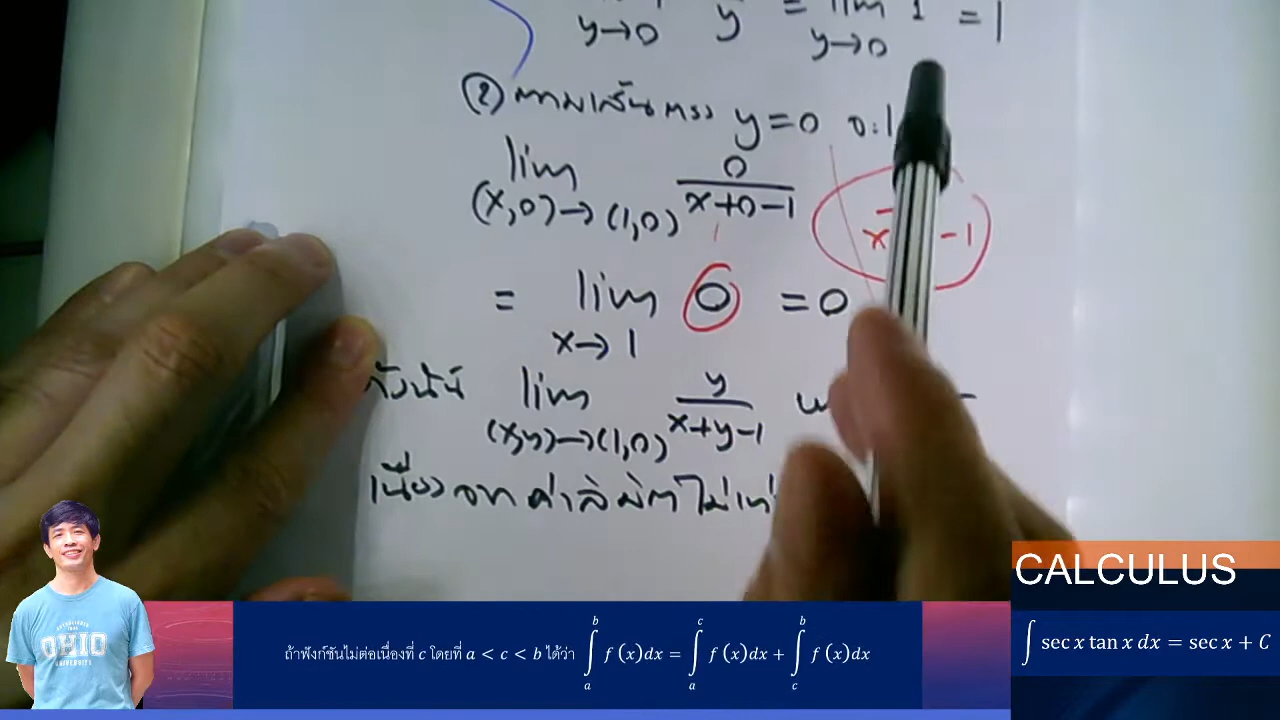 y→0 y = lim 1 = 1
y→0
② ตามเส้นตรง y=0
lim 0
(x,0)→(1,0) x+0-1
x -1
= lim 0 =0
x→1
ดังนั้น lim y
(x,y)→(1,0) x+y-1
เนื่องจากค่าลิมิตไม่เท่
OHIO
CALCULUS
ถ้าฟังก์ชันไม่ต่อเนื่องที่ c โดยที่ a < c < b ได้ว่า ∫_a^b f(x)dx = ∫_a^c f(x)dx + ∫_c^b f(x)dx
∫ sec x tan x dx = sec x + C